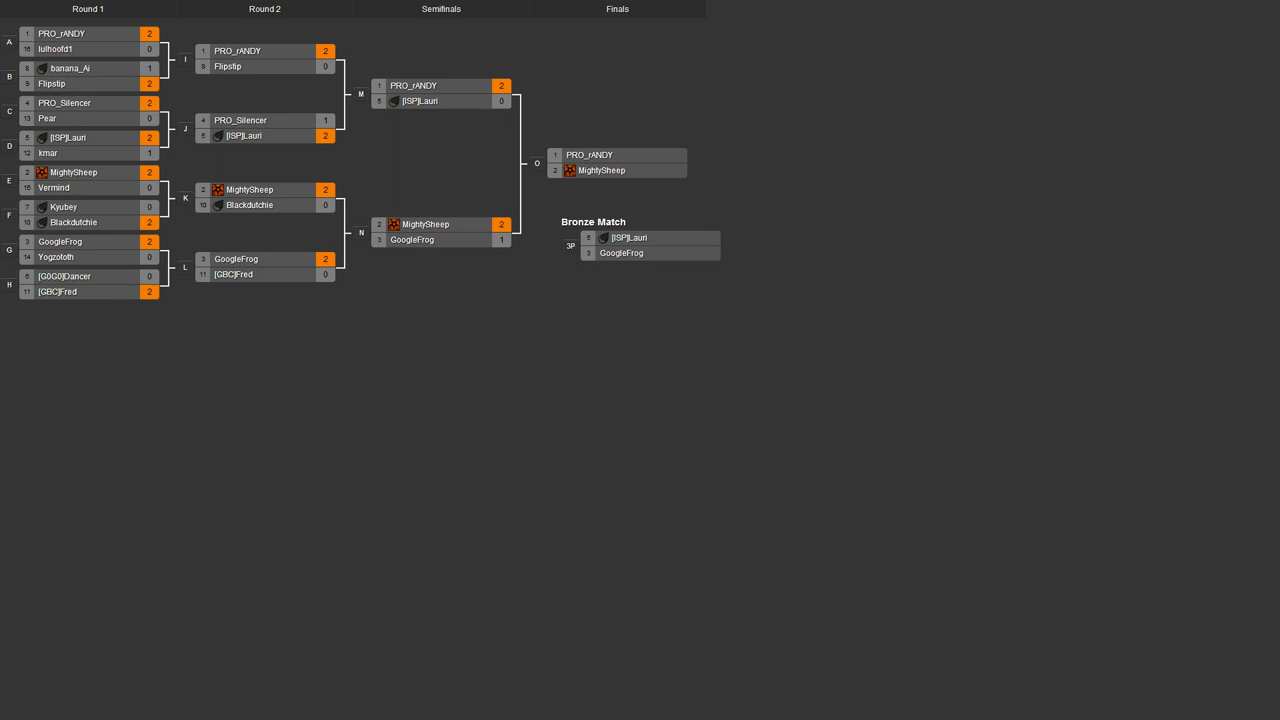 Round 1
Round 2
Semifinals
Finals
A
1 PRO_rANDY 2
16 lulhoofd1 0
B
8 banana_Ai 1
9 Flipstip 2
C
4 PRO_Silencer 2
13 Pear 0
D
5 [ISP]Lauri 2
12 kmar 1
E
2 MightySheep 2
15 Vermind 0
F
7 Kyubey 0
10 Blackdutchie 2
G
3 GoogleFrog 2
14 Yogzototh 0
H
6 [G0G0]Dancer 0
11 [GBC]Fred 2
I
1 PRO_rANDY 2
9 Flipstip 0
J
4 PRO_Silencer 1
5 [ISP]Lauri 2
K
2 MightySheep 2
10 Blackdutchie 0
L
3 GoogleFrog 2
11 [GBC]Fred 0
M
1 PRO_rANDY 2
5 [ISP]Lauri 0
N
2 MightySheep 2
3 GoogleFrog 1
O
1 PRO_rANDY
2 MightySheep
Bronze Match
3P
5 [ISP]Lauri
3 GoogleFrog